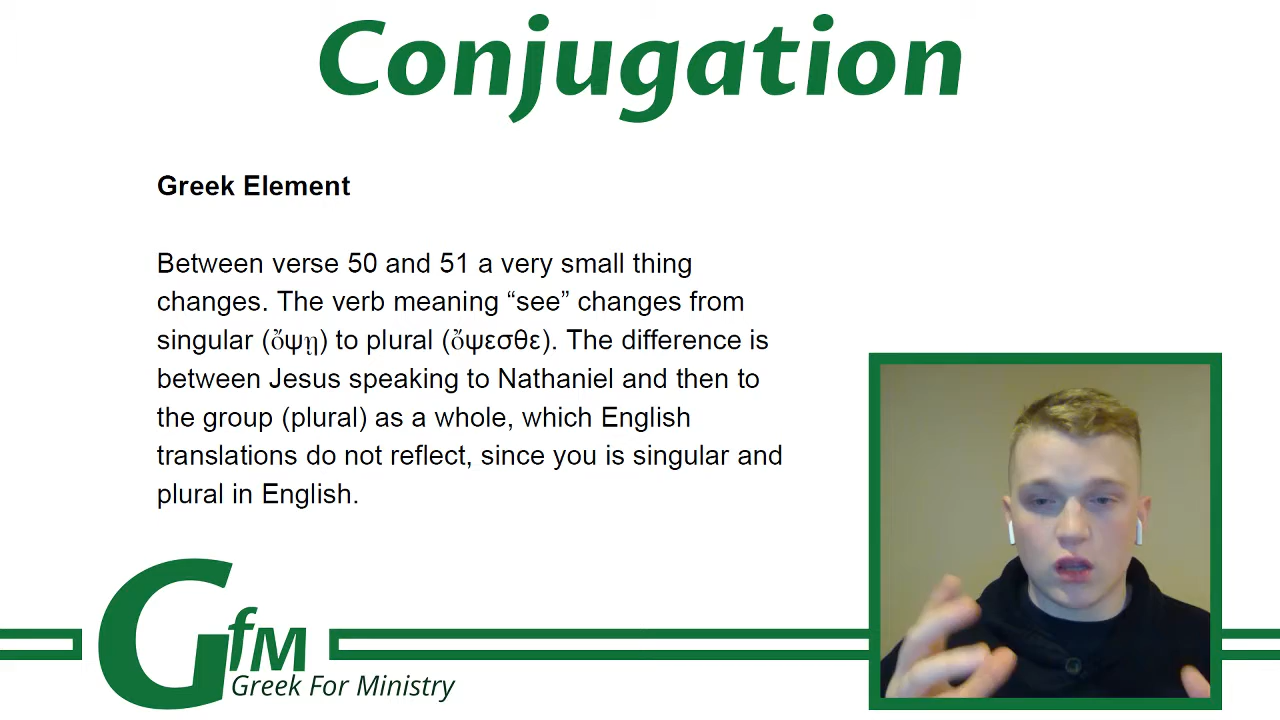 Conjugation
Greek Element
Between verse 50 and 51 a very small thing
changes. The verb meaning “see” changes from
singular (ὄψῃ) to plural (ὄψεσθε). The difference is
between Jesus speaking to Nathaniel and then to
the group (plural) as a whole, which English
translations do not reflect, since you is singular and
plural in English.
GfM
Greek For Ministry